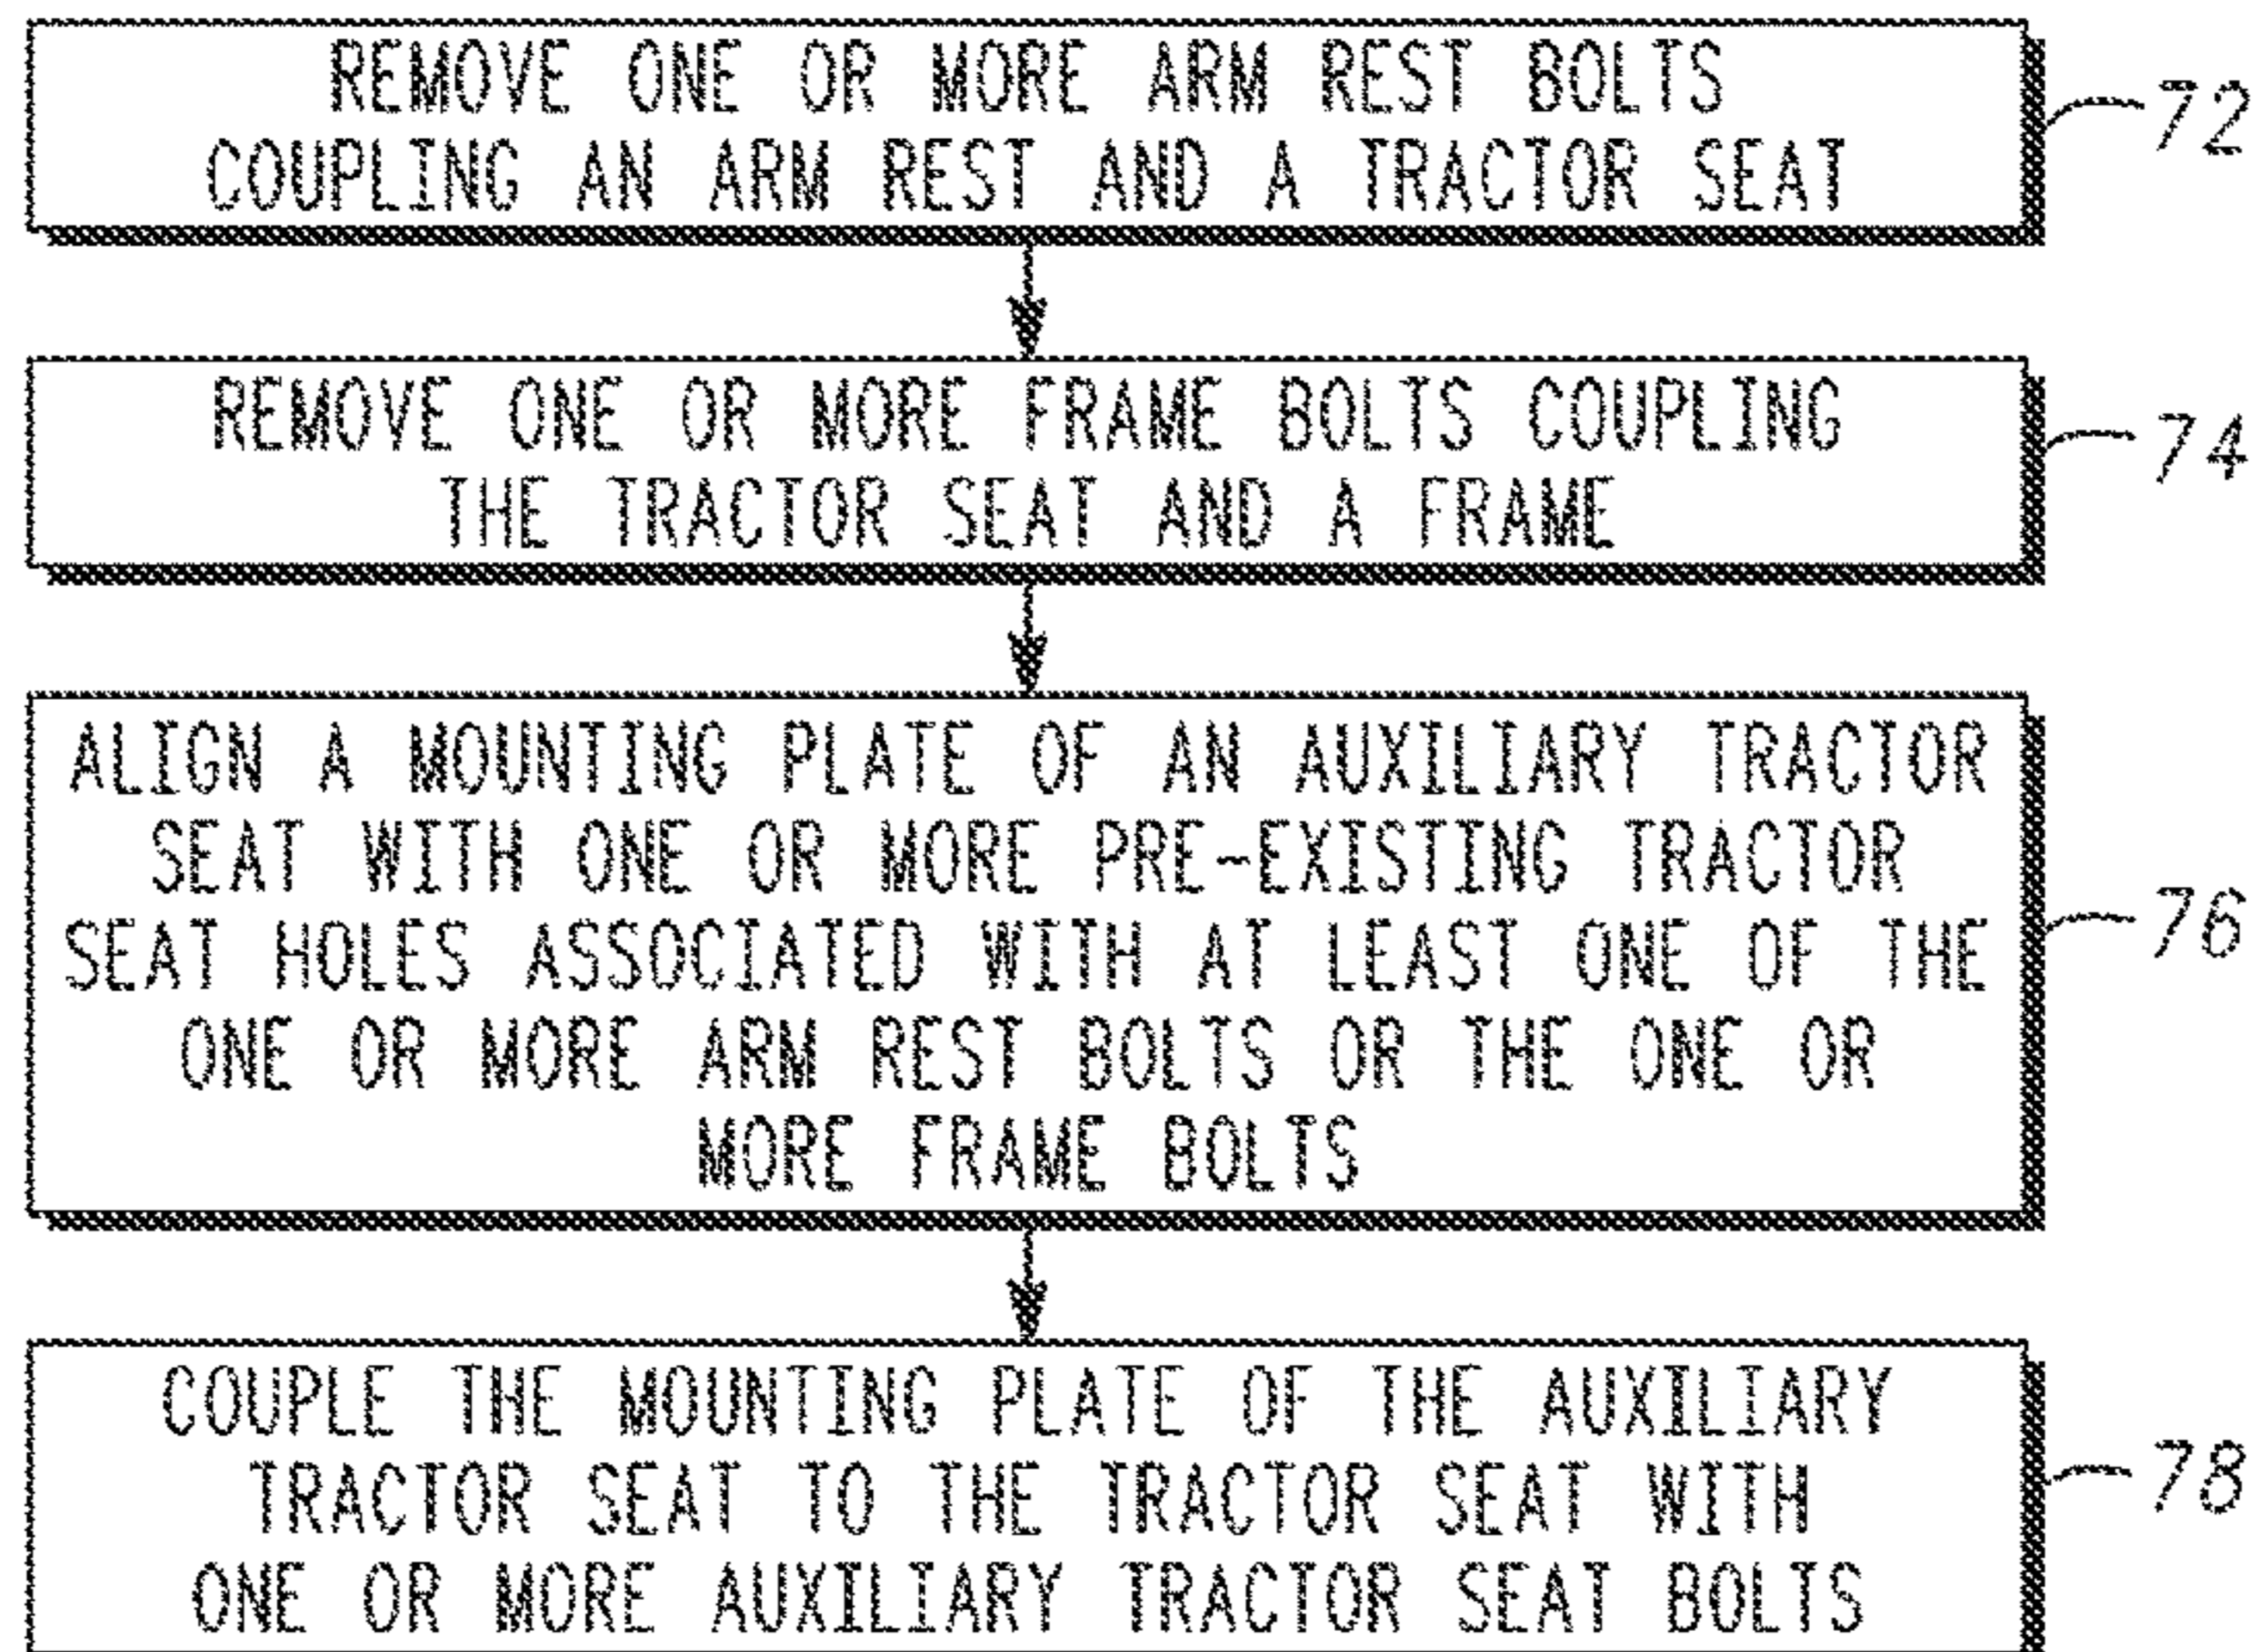 REMOVE ONE OR MORE ARM REST BOLTS
COUPLING AN ARM REST AND A TRACTOR SEAT
72
REMOVE ONE OR MORE FRAME BOLTS COUPLING
THE TRACTOR SEAT AND A FRAME
74
ALIGN A MOUNTING PLATE OF AN AUXILIARY TRACTOR
SEAT WITH ONE OR MORE PRE-EXISTING TRACTOR
SEAT HOLES ASSOCIATED WITH AT LEAST ONE OF THE
ONE OR MORE ARM REST BOLTS OR THE ONE OR
MORE FRAME BOLTS
76
COUPLE THE MOUNTING PLATE OF THE AUXILIARY
TRACTOR SEAT TO THE TRACTOR SEAT WITH
ONE OR MORE AUXILIARY TRACTOR SEAT BOLTS
78